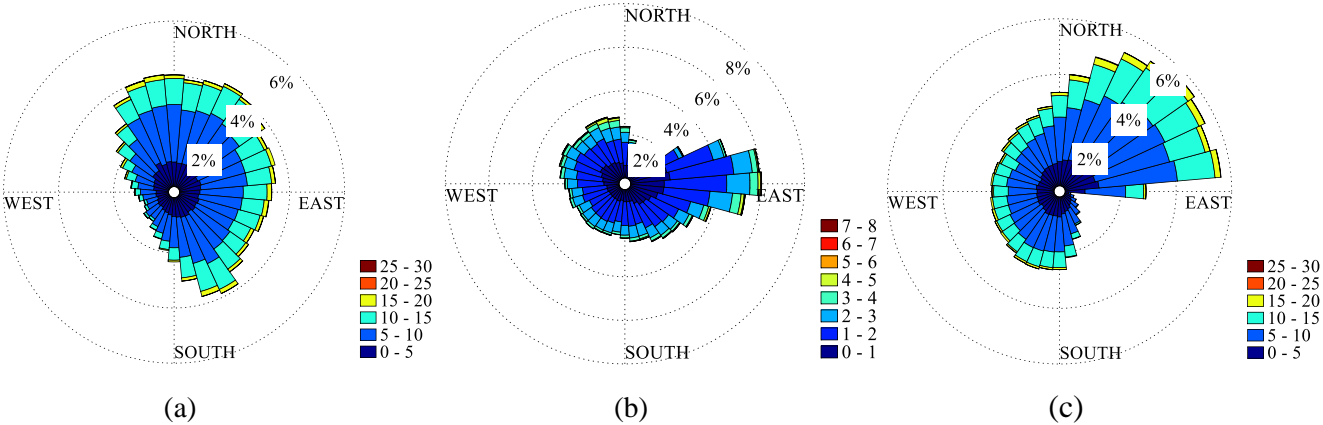 NORTH
6%
4%
2%
WEST
EAST
SOUTH
25 - 30
20 - 25
15 - 20
10 - 15
5 - 10
0 - 5
(a)
NORTH
8%
6%
4%
2%
WEST
EAST
SOUTH
7 - 8
6 - 7
5 - 6
4 - 5
3 - 4
2 - 3
1 - 2
0 - 1
(b)
NORTH
6%
4%
2%
WEST
EAST
SOUTH
25 - 30
20 - 25
15 - 20
10 - 15
5 - 10
0 - 5
(c)